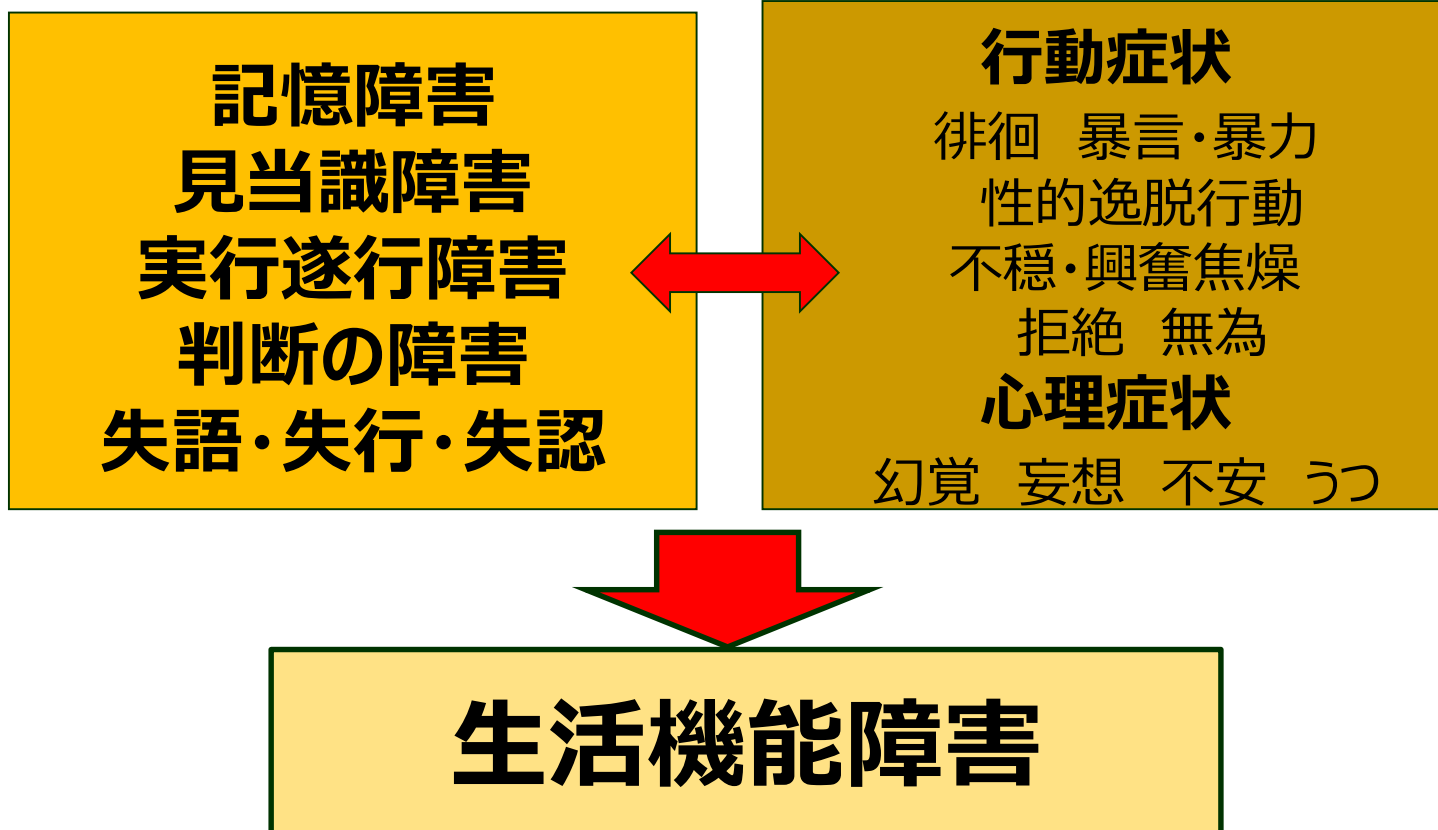 記憶障害
見当識障害
実行遂行障害
判断の障害
失語・失行・失認
行動症状
徘徊　暴言・暴力
性的逸脱行動
不穏・興奮焦燥
拒絶　無為
心理症状
幻覚　妄想　不安　うつ
生活機能障害